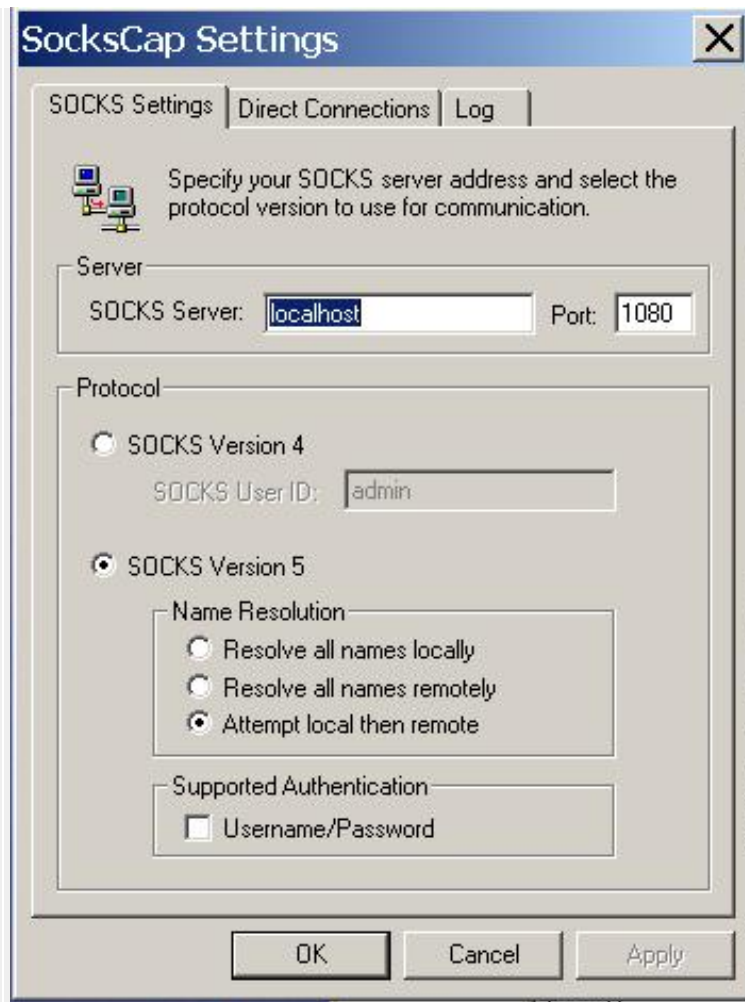 SocksCap Settings
SOCKS Settings Direct Connections Log
Specify your SOCKS server address and select the
protocol version to use for communication.
Server
SOCKS Server: localhost Port: 1080
Protocol
SOCKS Version 4
SOCKS User ID: admin
SOCKS Version 5
Name Resolution
Resolve all names locally
Resolve all names remotely
Attempt local then remote
Supported Authentication
Username/Password
OK Cancel Apply